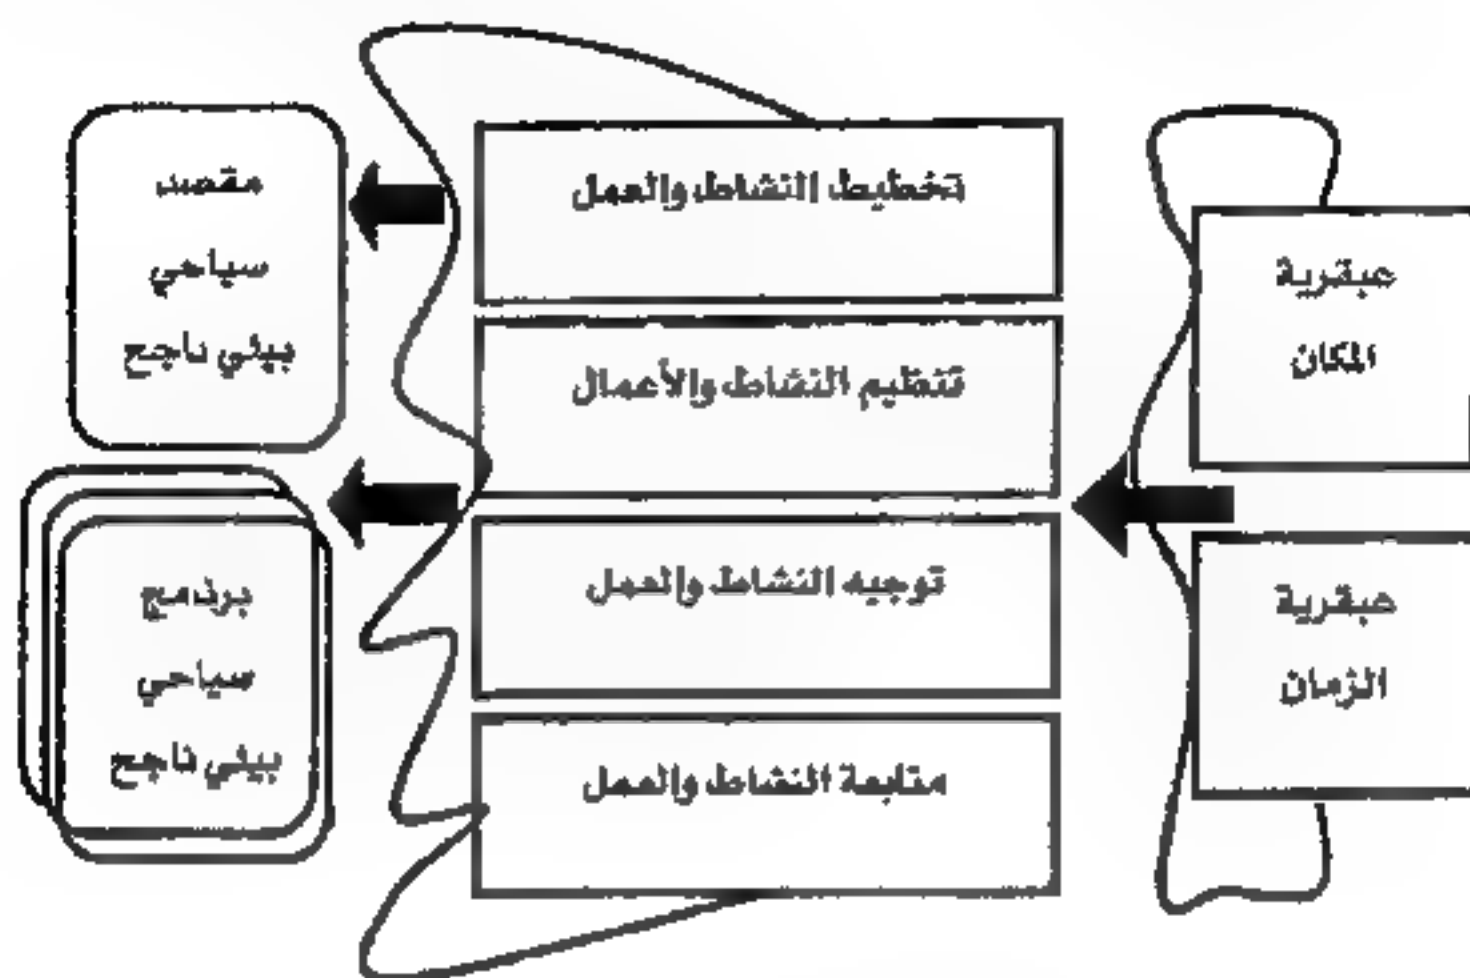 عبقرية
المكان
عبقرية
الزمان
تخطيط النشاط والعمل
تنظيم النشاط والأعمال
توجيه النشاط والعمل
متابعة النشاط والعمل
مقصد
سياحي
بيئي ناجح
برنامج
سياحي
بيئي ناجح